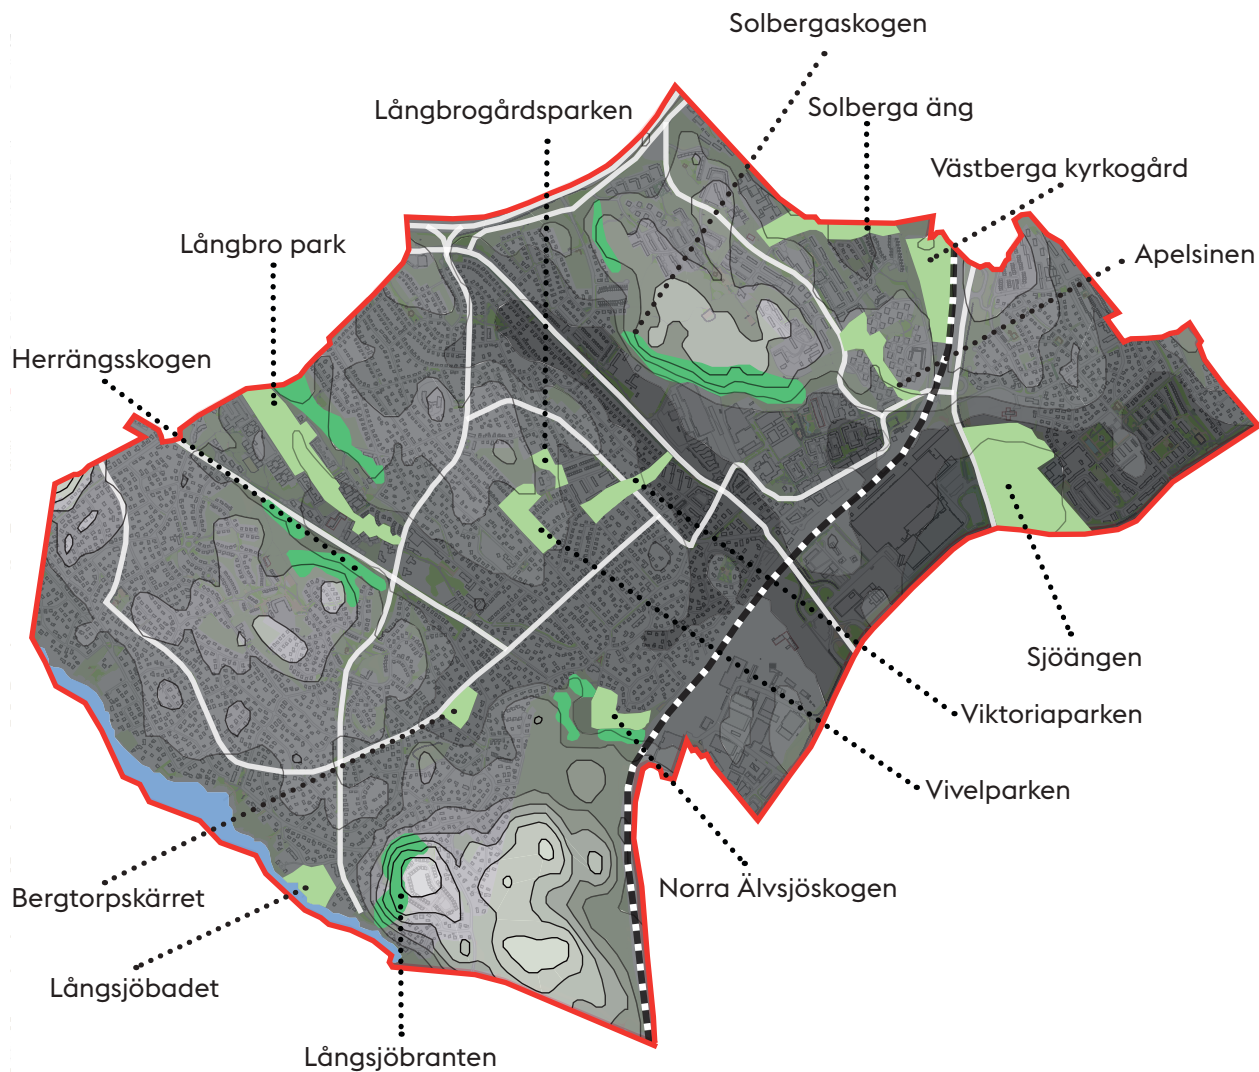 Solbergaskogen
Långbrogårdsparken
Solberga äng
Västberga kyrkogård
Långbro park
Apelsinen
Herrängsskogen
Sjöängen
Viktoriaparken
Vivelparken
Norra Älvsjöskogen
Bergtorpskärret
Långsjöbadet
Långsjöbranten